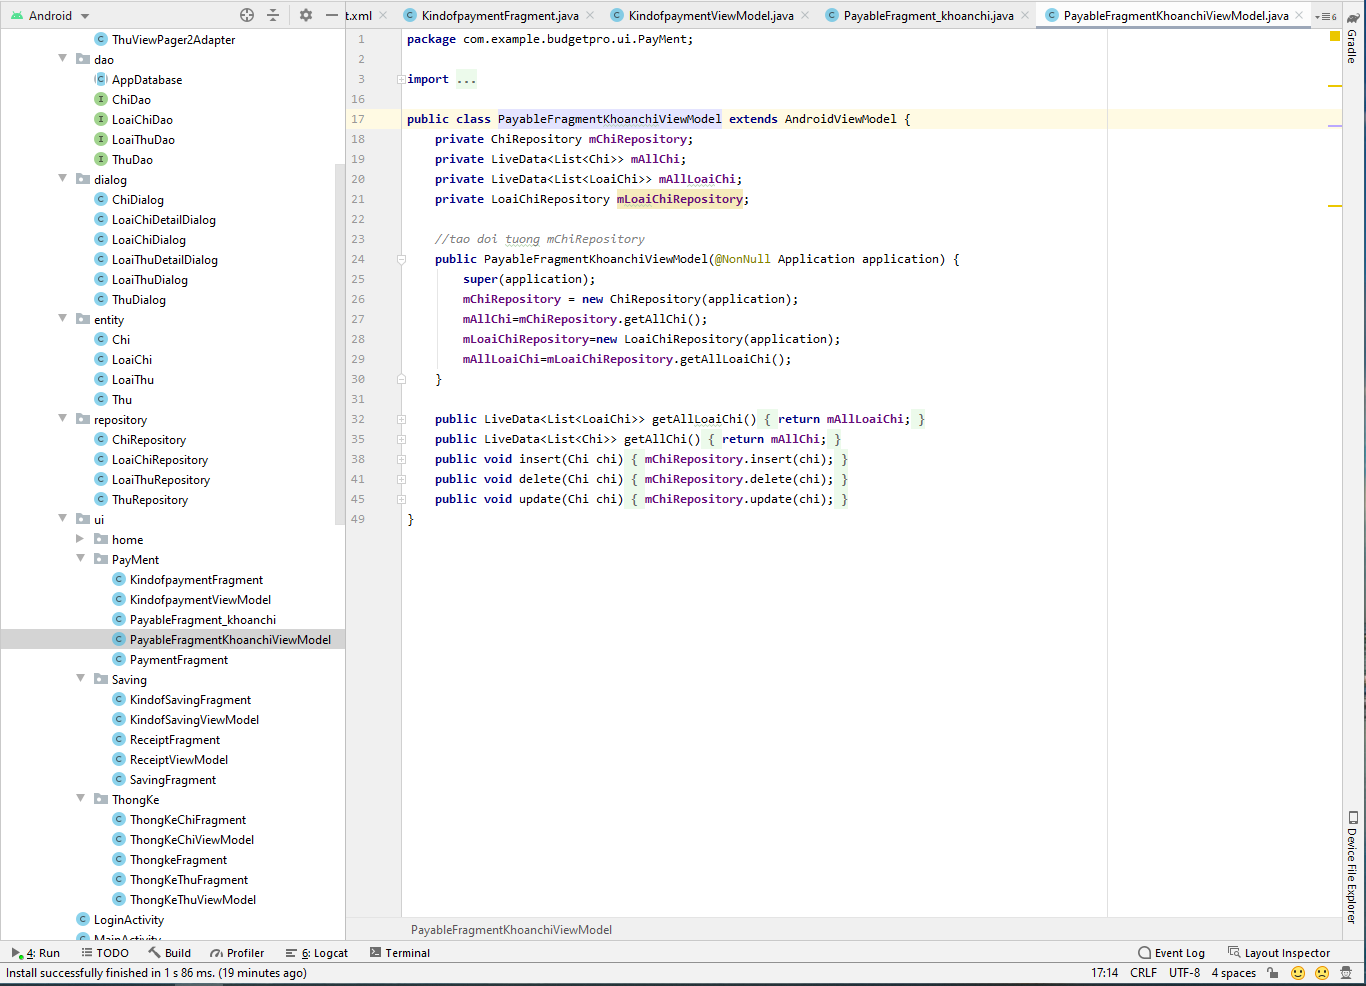 Android
t.xml
KindofpaymentFragment.java
KindofpaymentViewModel.java
PayableFragment_khoanchi.java
PayableFragmentKhoanchiViewModel.java
6
ThuViewPager2Adapter
dao
AppDatabase
ChiDao
LoaiChiDao
LoaiThuDao
ThuDao
dialog
ChiDialog
LoaiChiDetailDialog
LoaiChiDialog
LoaiThuDetailDialog
LoaiThuDialog
ThuDialog
entity
Chi
LoaiChi
LoaiThu
Thu
repository
ChiRepository
LoaiChiRepository
LoaiThuRepository
ThuRepository
ui
home
PayMent
KindofpaymentFragment
KindofpaymentViewModel
PayableFragment_khoanchi
PayableFragmentKhoanchiViewModel
PaymentFragment
Saving
KindofSavingFragment
KindofSavingViewModel
ReceiptFragment
ReceiptViewModel
SavingFragment
ThongKe
ThongKeChiFragment
ThongKeChiViewModel
ThongkeFragment
ThongKeThuFragment
ThongKeThuViewModel
LoginActivity
MainActivity
1 package com.example.budgetpro.ui.PayMent;
2
3 import ...
16
17 public class PayableFragmentKhoanchiViewModel extends AndroidViewModel {
18 private ChiRepository mChiRepository;
19 private LiveData<List<Chi>> mAllChi;
20 private LiveData<List<LoaiChi>> mAllLoaiChi;
21 private LoaiChiRepository mLoaiChiRepository;
22
23 //tao doi tuong mChiRepository
24 public PayableFragmentKhoanchiViewModel(@NonNull Application application) {
25 super(application);
26 mChiRepository = new ChiRepository(application);
27 mAllChi=mChiRepository.getAllChi();
28 mLoaiChiRepository=new LoaiChiRepository(application);
29 mAllLoaiChi=mLoaiChiRepository.getAllLoaiChi();
30 }
31
32 public LiveData<List<LoaiChi>> getAllLoaiChi() { return mAllLoaiChi; }
35 public LiveData<List<Chi>> getAllChi() { return mAllChi; }
38 public void insert(Chi chi) { mChiRepository.insert(chi); }
41 public void delete(Chi chi) { mChiRepository.delete(chi); }
45 public void update(Chi chi) { mChiRepository.update(chi); }
49 }
PayableFragmentKhoanchiViewModel
Gradle
Device File Explorer
4: Run
TODO
Build
Profiler
6: Logcat
Terminal
Event Log
Layout Inspector
Install successfully finished in 1 s 86 ms. (19 minutes ago)
17:14 CRLF UTF-8 4 spaces